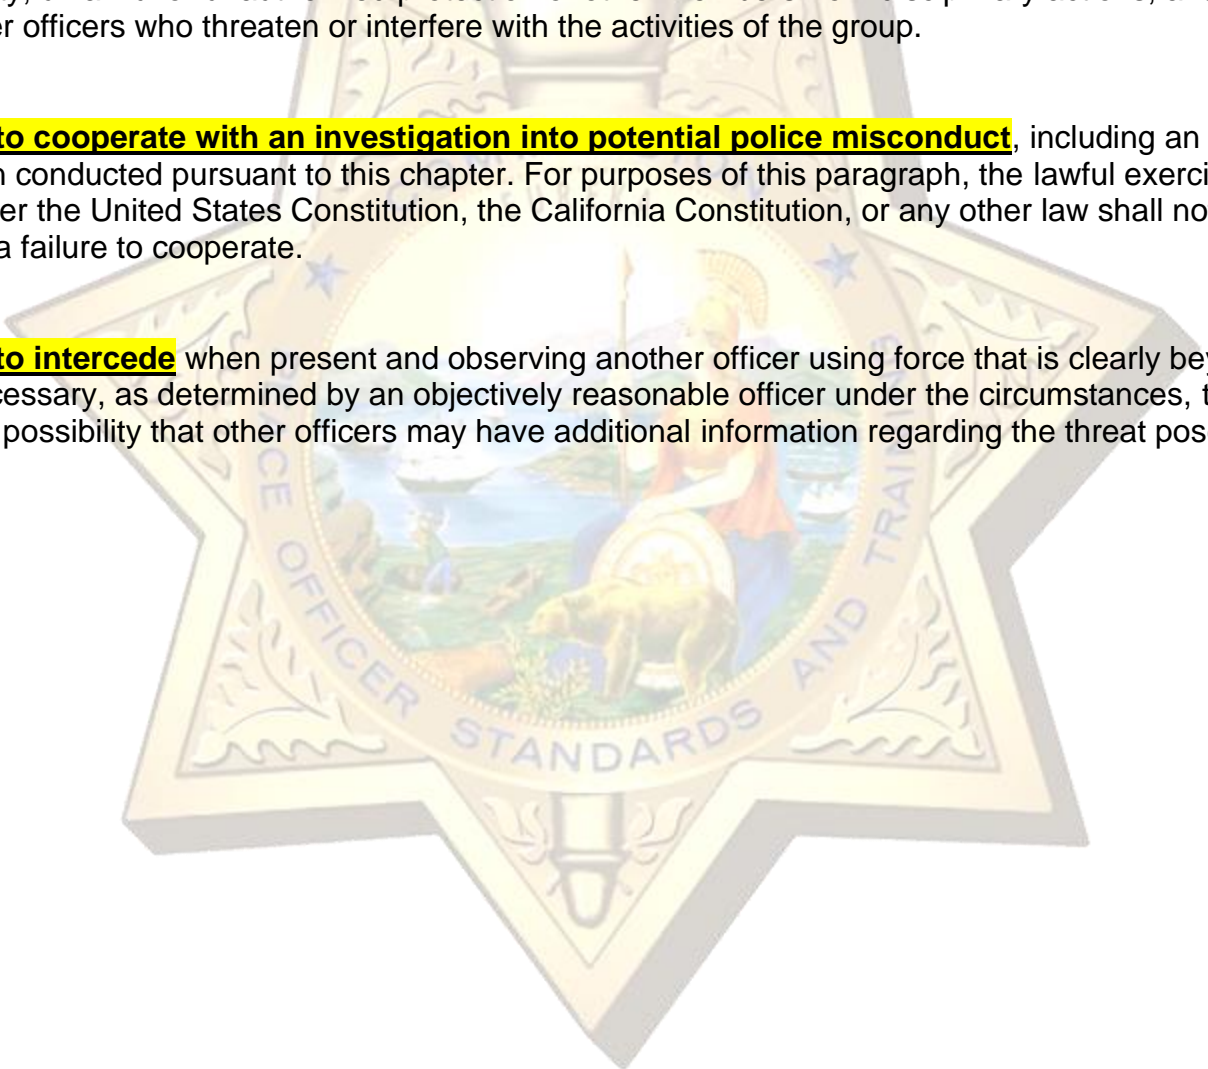 er officers who threaten or interfere with the activities of the group.
to cooperate with an investigation into potential police misconduct, including an
n conducted pursuant to this chapter. For purposes of this paragraph, the lawful exerci
er the United States Constitution, the California Constitution, or any other law shall no
a failure to cooperate.
to intercede when present and observing another officer using force that is clearly bey
cessary, as determined by an objectively reasonable officer under the circumstances, t
possibility that other officers may have additional information regarding the threat pos
OFFICER STANDARDS AND TRAINING